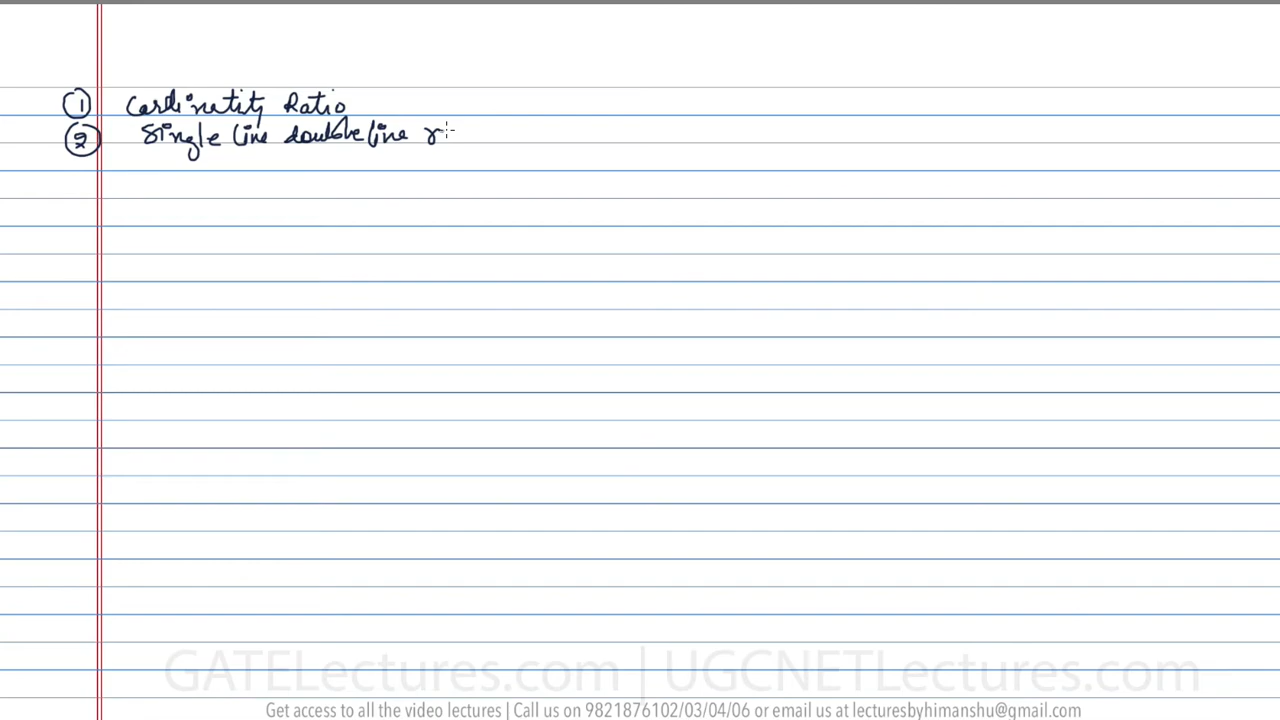 ① Cardinality Ratio
② Single line double line r
GATELectures.com | UGCNETLectures.com
Get access to all the video lectures | Call us on 9821876102/03/04/06 or email us at lecturesbyhimanshu@gmail.com